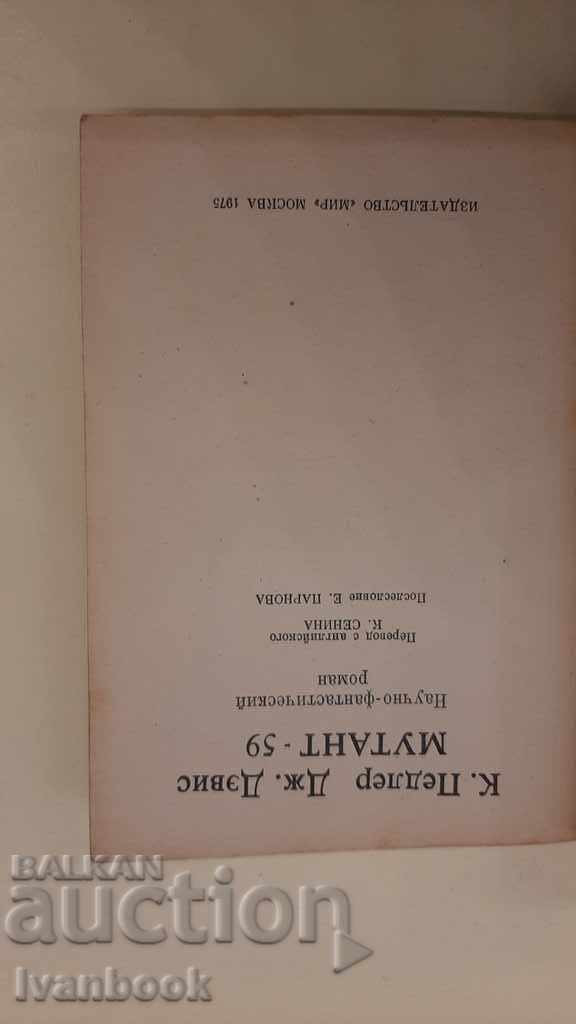 К. Педлер Дж. Дэвис
МУТАНТ - 59
Научно-фантастический
роман
Перевод с английского
К. СЕНИНА
Послесловие Е. ПАРНОВА
ИЗДАТЕЛЬСТВО «МИР» МОСКВА 1975
BALKAN
auction
Ivanbook